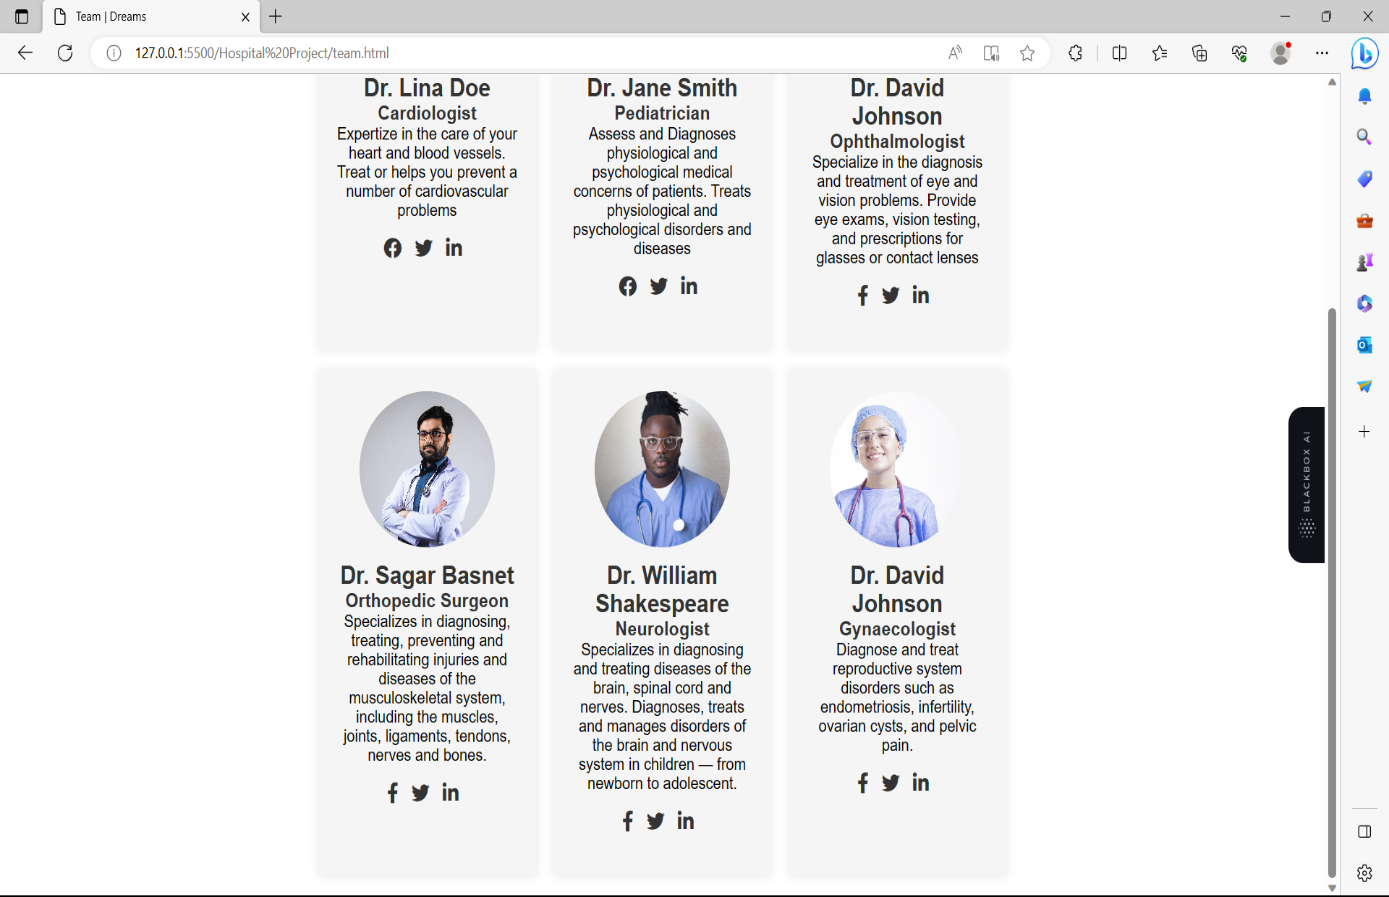 Team | Dreams
127.0.0.1:5500/Hospital%20Project/team.html
Dr. Lina Doe
Cardiologist
Expertize in the care of your
heart and blood vessels.
Treat or helps you prevent a
number of cardiovascular
problems
Dr. Jane Smith
Pediatrician
Assess and Diagnoses
physiological and
psychological medical
concerns of patients. Treats
physiological and
psychological disorders and
diseases
Dr. David
Johnson
Ophthalmologist
Specialize in the diagnosis
and treatment of eye and
vision problems. Provide
eye exams, vision testing,
and prescriptions for
glasses or contact lenses
Dr. Sagar Basnet
Orthopedic Surgeon
Specializes in diagnosing,
treating, preventing and
rehabilitating injuries and
diseases of the
musculoskeletal system,
including the muscles,
joints, ligaments, tendons,
nerves and bones.
Dr. William
Shakespeare
Neurologist
Specializes in diagnosing
and treating diseases of the
brain, spinal cord and
nerves. Diagnoses, treats
and manages disorders of
the brain and nervous
system in children — from
newborn to adolescent.
Dr. David
Johnson
Gynaecologist
Diagnose and treat
reproductive system
disorders such as
endometriosis, infertility,
ovarian cysts, and pelvic
pain.
BLACKBOX AI